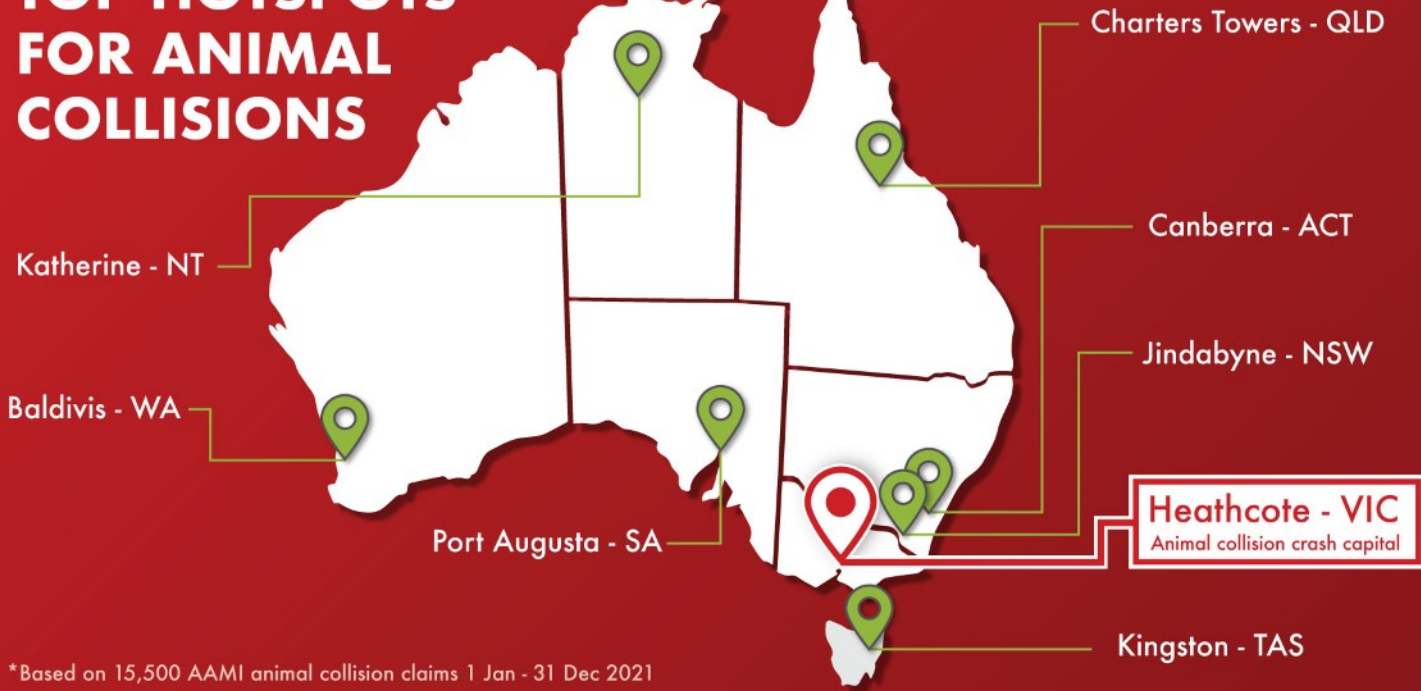 TOP HOTSPOTS
FOR ANIMAL
COLLISIONS
Charters Towers - QLD
Canberra - ACT
Katherine - NT
Jindabyne - NSW
Baldivis - WA
Heathcote - VIC
Animal collision crash capital
Port Augusta - SA
Kingston - TAS
*Based on 15,500 AAMI animal collision claims 1 Jan - 31 Dec 2021